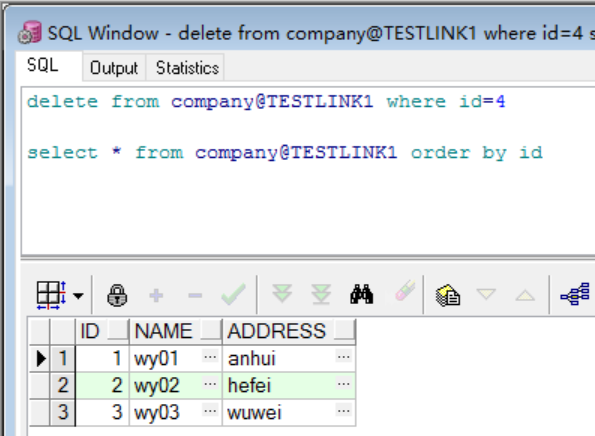 SQL Window - delete from company@TESTLINK1 where id=4 s
SQL Output Statistics
delete from company@TESTLINK1 where id=4
select * from company@TESTLINK1 order by id
ID NAME ADDRESS
1 1 wy01 ... anhui ...
2 2 wy02 ... hefei ...
3 3 wy03 ... wuwei ...